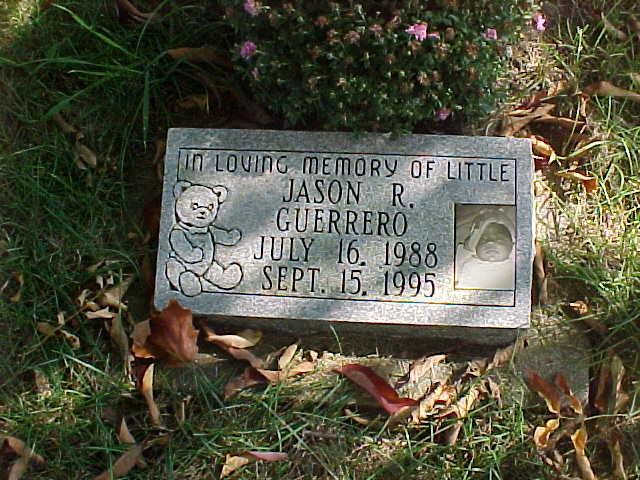 IN LOVING MEMORY OF LITTLE
JASON R.
GUERRERO
JULY 16, 1988
SEPT. 15, 1995